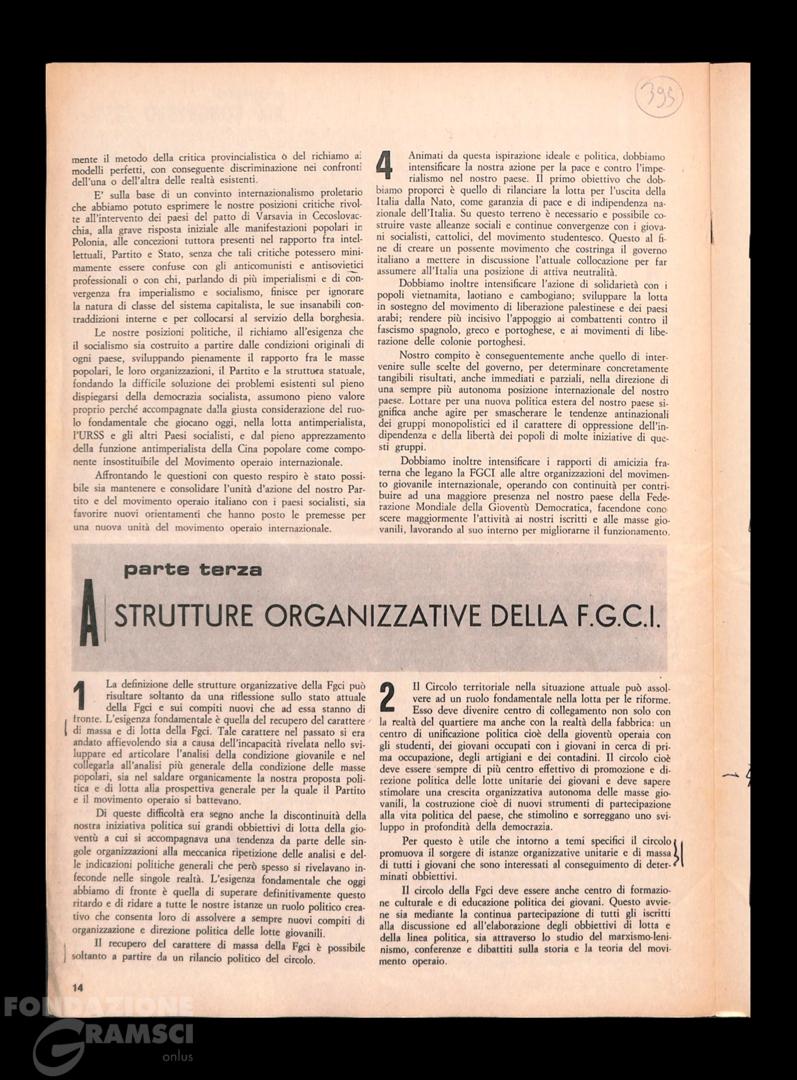 395
mente il metodo della critica provincialistica o del richiamo ai
modelli perfetti, con conseguente discriminazione nei confronti
dell'una o dell'altra delle realtà esistenti.
E' sulla base di un convinto internazionalismo proletario
che abbiamo potuto esprimere le nostre posizioni critiche rivol-
te all'intervento dei paesi del patto di Varsavia in Cecoslovac-
chia, alla grave risposta iniziale alle manifestazioni popolari in
Polonia, alle concezioni tuttora presenti nel rapporto fra intel-
lettuali, Partito e Stato, senza che tali critiche potessero mini-
mamente essere confuse con gli anticomunisti e antisovietici
professionali o con chi, parlando di più imperialismi e di con-
vergenza fra imperialismo e socialismo, finisce per ignorare
la natura di classe del sistema capitalista, le sue insanabili con-
traddizioni interne e per collocarsi al servizio della borghesia.
Le nostre posizioni politiche, il richiamo all'esigenza che
il socialismo sia costruito a partire dalle condizioni originali di
ogni paese, sviluppando pienamente il rapporto fra le masse
popolari, le loro organizzazioni, il Partito e la struttura statuale,
fondando la difficile soluzione dei problemi esistenti sul pieno
dispiegarsi della democrazia socialista, assumono pieno valore
proprio perché accompagnate dalla giusta considerazione del ruo-
lo fondamentale che giocano oggi, nella lotta antimperialista,
l'URSS e gli altri Paesi socialisti, e dal pieno apprezzamento
della funzione antimperialista della Cina popolare come compo-
nente insostituibile del Movimento operaio internazionale.
Affrontando le questioni con questo respiro è stato possi-
bile sia mantenere e consolidare l'unità d'azione del nostro Par-
tito e del movimento operaio italiano con i paesi socialisti, sia
favorire nuovi orientamenti che hanno posto le premesse per
una nuova unità del movimento operaio internazionale.
4 Animati da questa ispirazione ideale e politica, dobbiamo
intensificare la nostra azione per la pace e contro l'impe-
rialismo nel nostro paese. Il primo obiettivo che dob-
biamo proporci è quello di rilanciare la lotta per l'uscita della
Italia dalla Nato, come garanzia di pace e di indipendenza na-
zionale dell'Italia. Su questo terreno è necessario e possibile co-
struire vaste alleanze sociali e continue convergenze con i giova-
ni socialisti, cattolici, del movimento studentesco. Questo al fi-
ne di creare un possente movimento che costringa il governo
italiano a mettere in discussione l'attuale collocazione per far
assumere all'Italia una posizione di attiva neutralità.
Dobbiamo inoltre intensificare l'azione di solidarietà con i
popoli vietnamita, laotiano e cambogiano; sviluppare la lotta
in sostegno del movimento di liberazione palestinese e dei paesi
arabi; rendere più incisivo l'appoggio ai combattenti contro il
fascismo spagnolo, greco e portoghese, e ai movimenti di libe-
razione delle colonie portoghesi.
Nostro compito è conseguentemente anche quello di inter-
venire sulle scelte del governo, per determinare concretamente
tangibili risultati, anche immediati e parziali, nella direzione di
una sempre più autonoma posizione internazionale del nostro
paese. Lottare per una nuova politica estera del nostro paese si-
gnifica anche agire per smascherare le tendenze antinazionali
dei gruppi monopolistici ed il carattere di oppressione dell'in-
dipendenza e della libertà dei popoli di molte iniziative di que-
sti gruppi.
Dobbiamo inoltre intensificare i rapporti di amicizia fra-
terna che legano la FGCI alle altre organizzazioni del movimen-
to giovanile internazionale, operando con continuità per contri-
buire ad una maggiore presenza nel nostro paese della Fede-
razione Mondiale della Gioventù Democratica, facendone cono
scere maggiormente l'attività ai nostri iscritti e alle masse gio-
vanili, lavorando al suo interno per migliorarne il funzionamento.
parte terza
A STRUTTURE ORGANIZZATIVE DELLA F.G.C.I.
1 La definizione delle strutture organizzative della Fgci può
risultare soltanto da una riflessione sullo stato attuale
della Fgci e sui compiti nuovi che ad essa stanno di
fronte. L'esigenza fondamentale è quella del recupero del carattere
di massa e di lotta della Fgci. Tale carattere nel passato si era
andato affievolendo sia a causa dell'incapacità rivelata nello svi-
luppare ed articolare l'analisi della condizione giovanile e nel
collegarla all'analisi più generale della condizione delle masse
popolari, sia nel saldare organicamente la nostra proposta poli-
tica e di lotta alla prospettiva generale per la quale il Partito
e il movimento operaio si battevano.
Di queste difficoltà era segno anche la discontinuità della
nostra iniziativa politica sui grandi obbiettivi di lotta della gio-
ventù a cui si accompagnava una tendenza da parte delle sin-
gole organizzazioni alla meccanica ripetizione delle analisi e del-
le indicazioni politiche generali che però spesso si rivelavano in-
feconde nelle singole realtà. L'esigenza fondamentale che oggi
abbiamo di fronte è quella di superare definitivamente questo
ritardo e di ridare a tutte le nostre istanze un ruolo politico crea-
tivo che consenta loro di assolvere a sempre nuovi compiti di
organizzazione e direzione politica delle lotte giovanili.
Il recupero del carattere di massa della Fgci è possibile
soltanto a partire da un rilancio politico del circolo.
2 Il Circolo territoriale nella situazione attuale può assol-
vere ad un ruolo fondamentale nella lotta per le riforme.
Esso deve divenire centro di collegamento non solo con
la realtà del quartiere ma anche con la realtà della fabbrica: un
centro di unificazione politica cioè della gioventù operaia con
gli studenti, dei giovani occupati con i giovani in cerca di pri-
ma occupazione, degli artigiani e dei contadini. Il circolo cioè
deve essere sempre di più centro effettivo di promozione e di-
rezione politica delle lotte unitarie dei giovani e deve sapere
stimolare una crescita organizzativa autonoma delle masse gio-
vanili, la costruzione cioè di nuovi strumenti di partecipazione
alla vita politica del paese, che stimolino e sorreggano uno svi-
luppo in profondità della democrazia.
Per questo è utile che intorno a temi specifici il circolo
promuova il sorgere di istanze organizzative unitarie e di massa
di tutti i giovani che sono interessati al conseguimento di deter-
minati obbiettivi.
Il circolo della Fgci deve essere anche centro di formazio-
ne culturale e di educazione politica dei giovani. Questo avvie-
ne sia mediante la continua partecipazione di tutti gli iscritti
alla discussione ed all'elaborazione degli obbiettivi di lotta e
della linea politica, sia attraverso lo studio del marxismo-leni-
nismo, conferenze e dibattiti sulla storia e la teoria del movi-
mento operaio.
14
FONDAZIONE
GRAMSCI
onlus